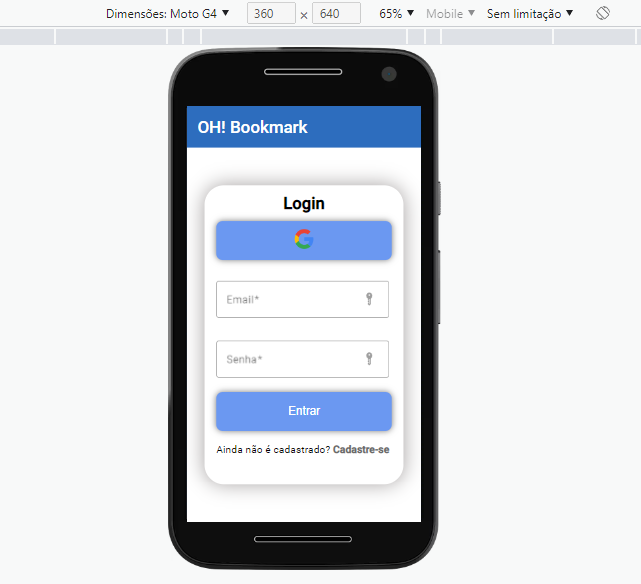 Dimensões: Moto G4 ▼ 360 × 640 65% ▼ Mobile ▼ Sem limitação ▼
OH! Bookmark
Login
Email*
Senha*
Entrar
Ainda não é cadastrado? Cadastre-se